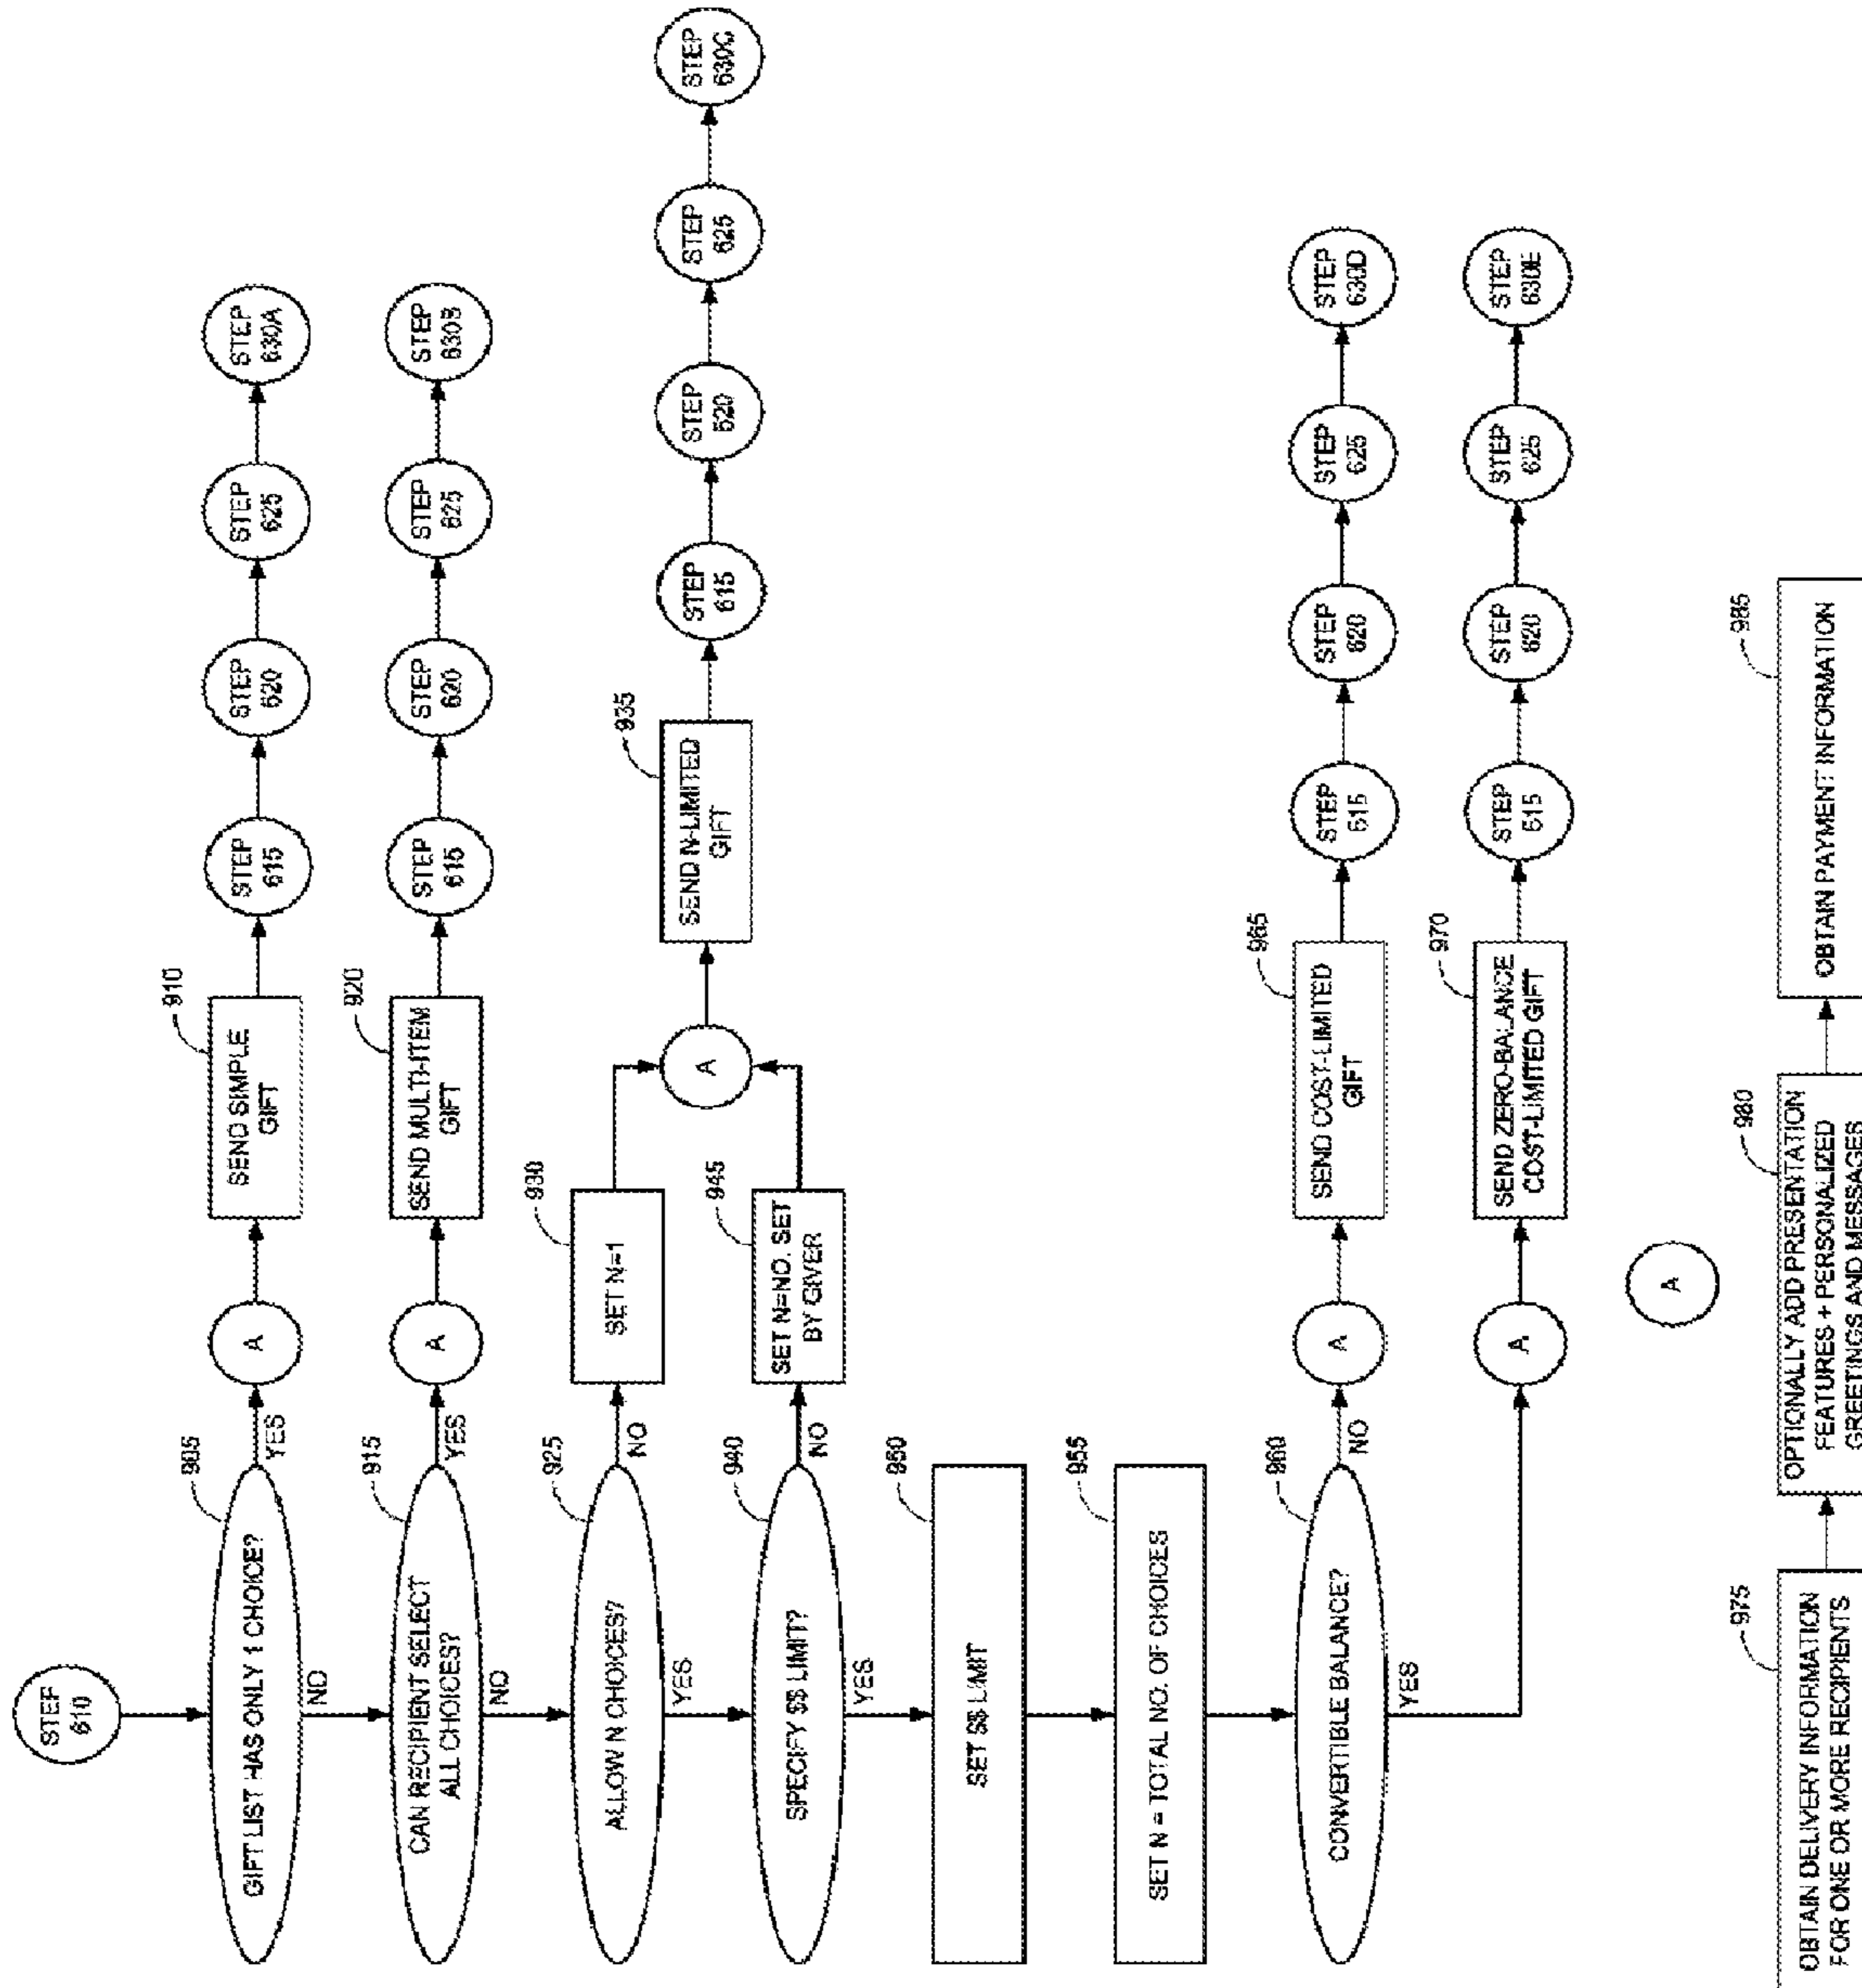 STEP
610
905
GIFT LIST HAS ONLY 1 CHOICE?
YES
NO
A
910
SEND SIMPLE
GIFT
STEP
615
STEP
620
STEP
625
STEP
630A
915
CAN RECIPIENT SELECT
ALL CHOICES?
YES
NO
A
920
SEND MULTI-ITEM
GIFT
STEP
615
STEP
620
STEP
625
STEP
630B
925
ALLOW N CHOICES?
NO
YES
930
SET N=1
A
935
SEND N-LIMITED
GIFT
STEP
615
STEP
620
STEP
625
STEP
630C
940
SPECIFY $$ LIMIT?
NO
YES
945
SET N=NO. SET
BY GIVER
950
SET $$ LIMIT
955
SET N = TOTAL NO. OF CHOICES
960
CONVERTIBLE BALANCE?
NO
YES
A
965
SEND COST-LIMITED
GIFT
STEP
615
STEP
620
STEP
625
STEP
630D
A
970
SEND ZERO-BALANCE
COST-LIMITED GIFT
STEP
615
STEP
620
STEP
625
STEP
630E
A
975
OBTAIN DELIVERY INFORMATION
FOR ONE OR MORE RECIPIENTS
980
OPTIONALLY ADD PRESENTATION
FEATURES + PERSONALIZED
GREETINGS AND MESSAGES
985
OBTAIN PAYMENT INFORMATION